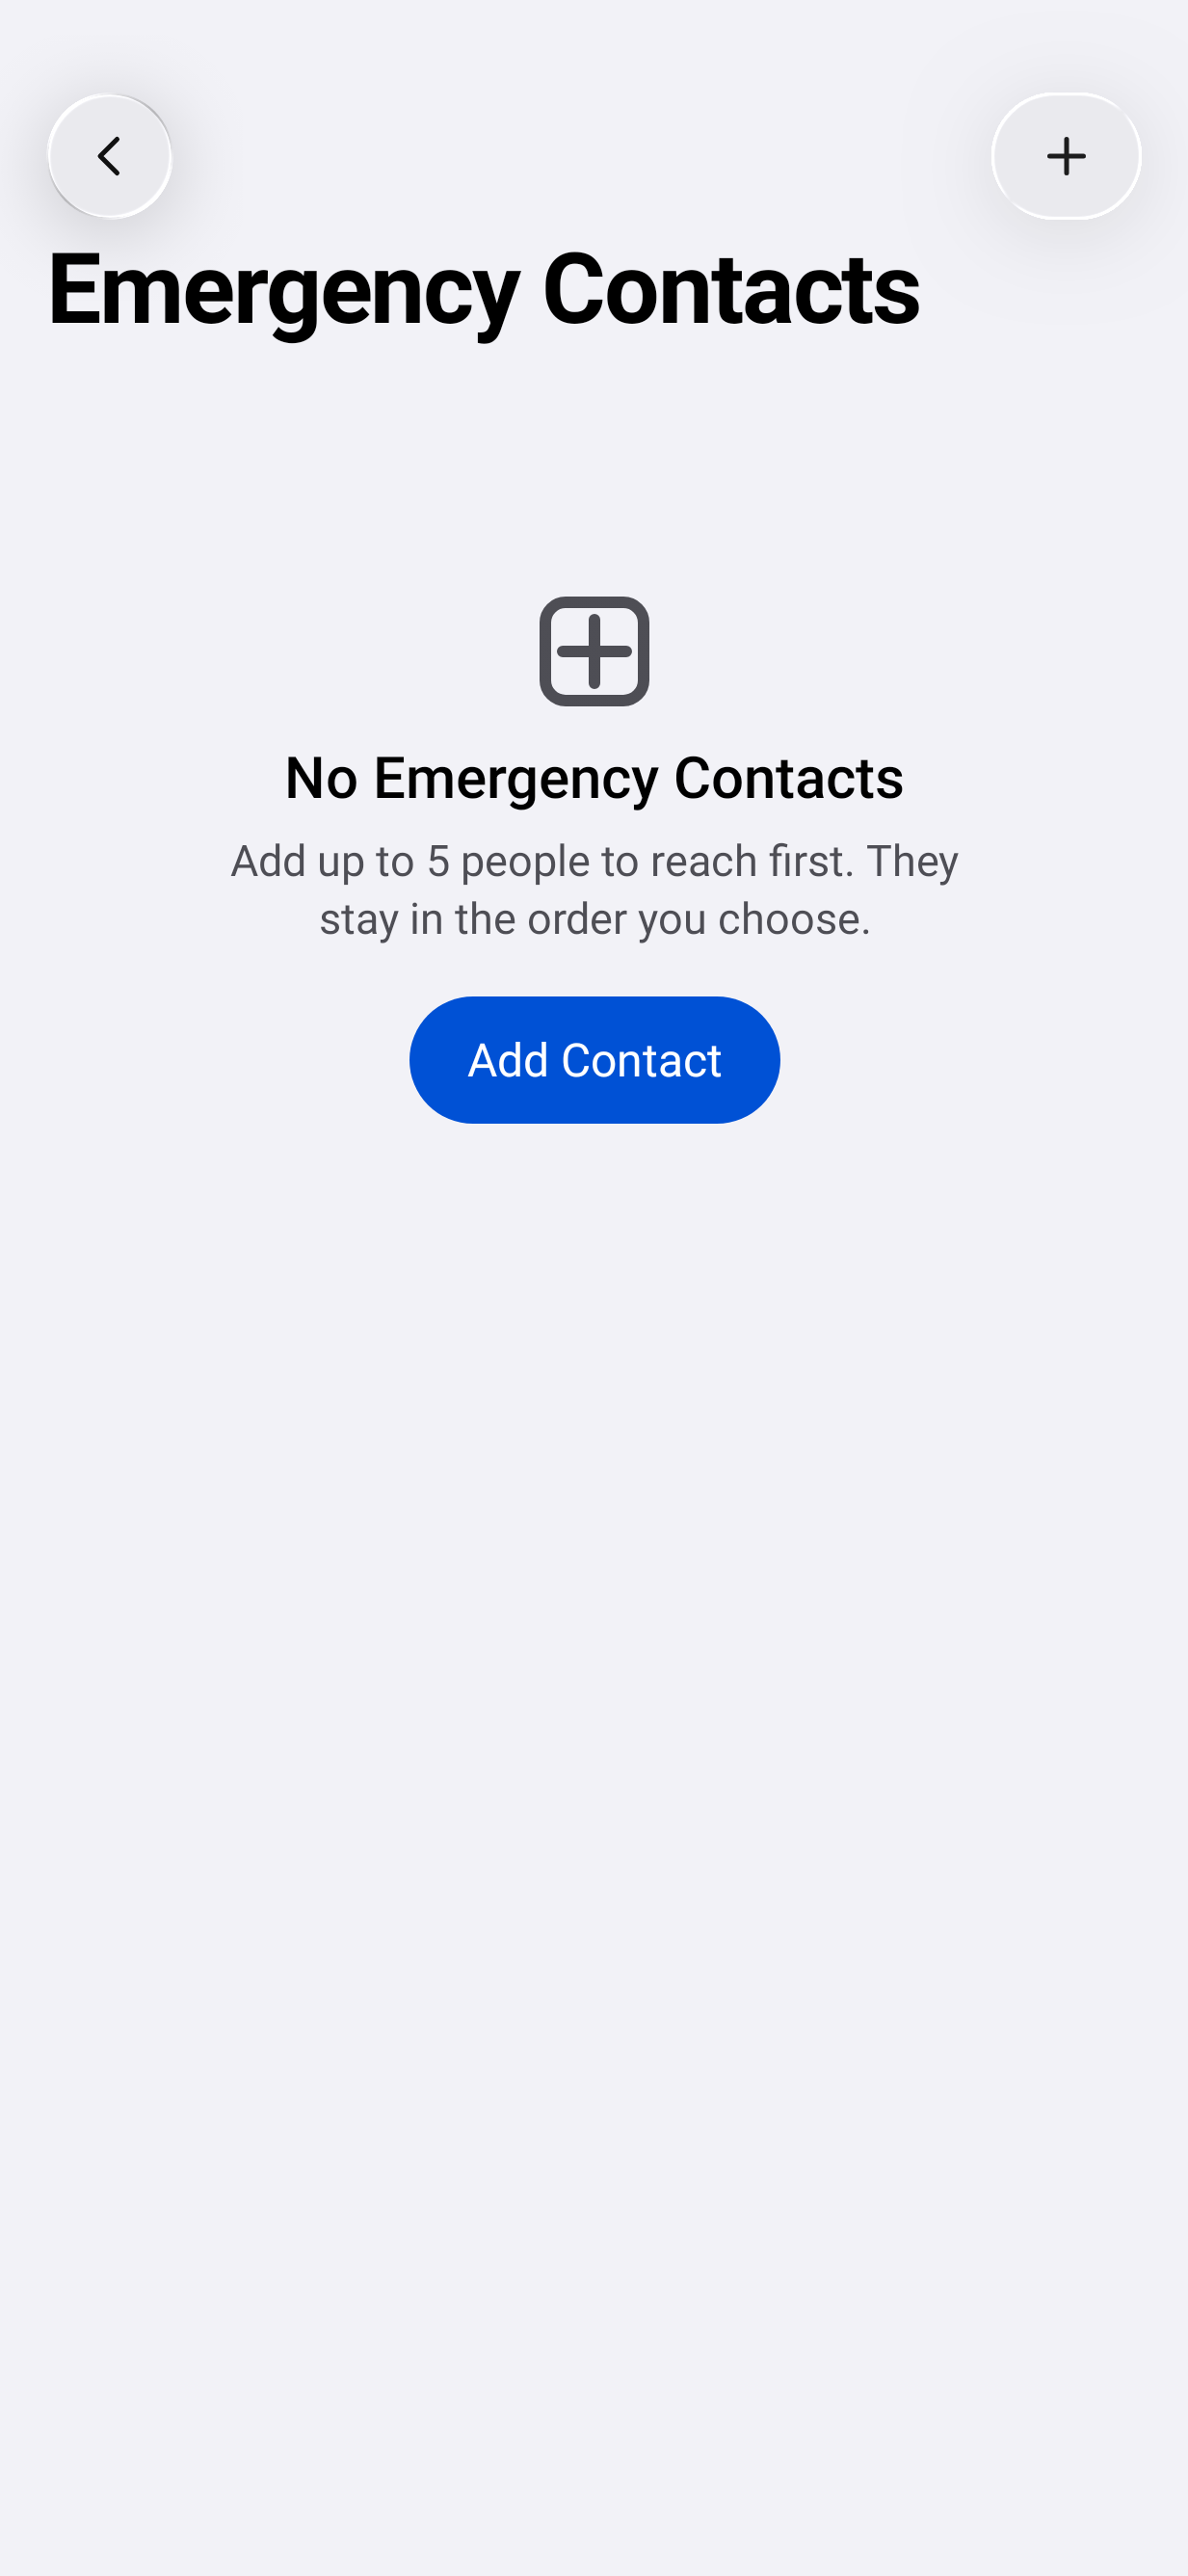 Emergency Contacts
No Emergency Contacts
Add up to 5 people to reach first. They
stay in the order you choose.
Add Contact